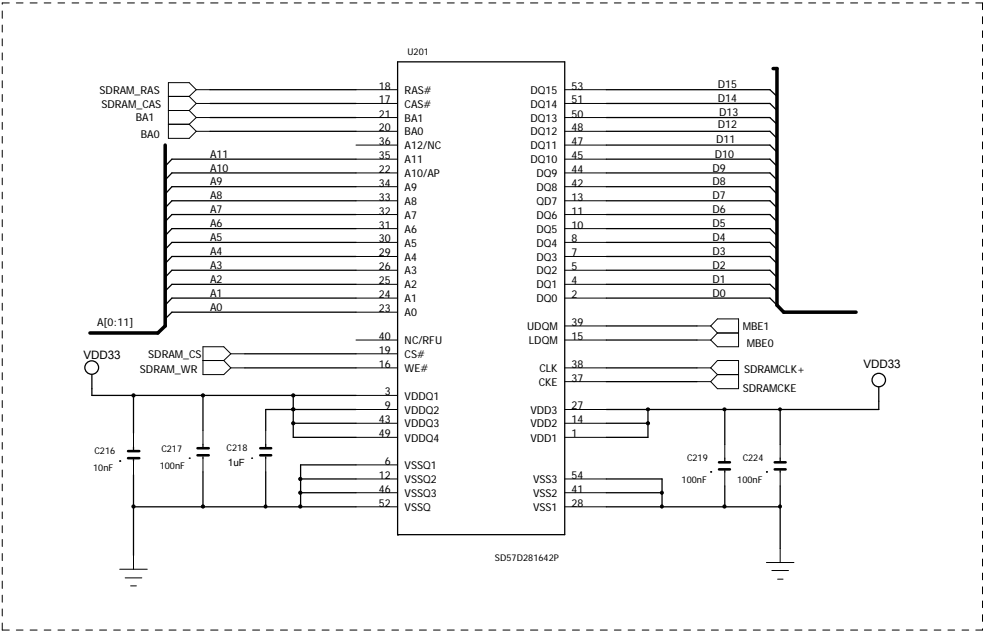 U201
SDRAM_RAS 18 RAS# DQ15 53 D15
SDRAM_CAS 17 CAS# DQ14 51 D14
BA1 21 BA1 DQ13 50 D13
BA0 20 BA0 DQ12 48 D12
36 A12/NC DQ11 47 D11
A11 35 A11 DQ10 45 D10
A10 22 A10/AP DQ9 44 D9
A9 34 A9 DQ8 42 D8
A8 33 A8 QD7 13 D7
A7 32 A7 DQ6 11 D6
A6 31 A6 DQ5 10 D5
A5 30 A5 DQ4 8 D4
A4 29 A4 DQ3 7 D3
A3 26 A3 DQ2 5 D2
A2 25 A2 DQ1 4 D1
A1 24 A1 DQ0 2 D0
A0 23 A0
A[0:11] UDQM 39 MBE1
40 NC/RFU LDQM 15 MBE0
SDRAM_CS 19 CS#
SDRAM_WR 16 WE# CLK 38 SDRAMCLK+
VDD33 CKE 37 SDRAMCKE
VDD33
3 VDDQ1
9 VDDQ2 VDD3 27
43 VDDQ3 VDD2 14
49 VDDQ4 VDD1 1
C216 10nF
C217 100nF
C218 1uF
C219 100nF
C224 100nF
6 VSSQ1
12 VSSQ2 VSS3 54
46 VSSQ3 VSS2 41
52 VSSQ VSS1 28
SD57D281642P